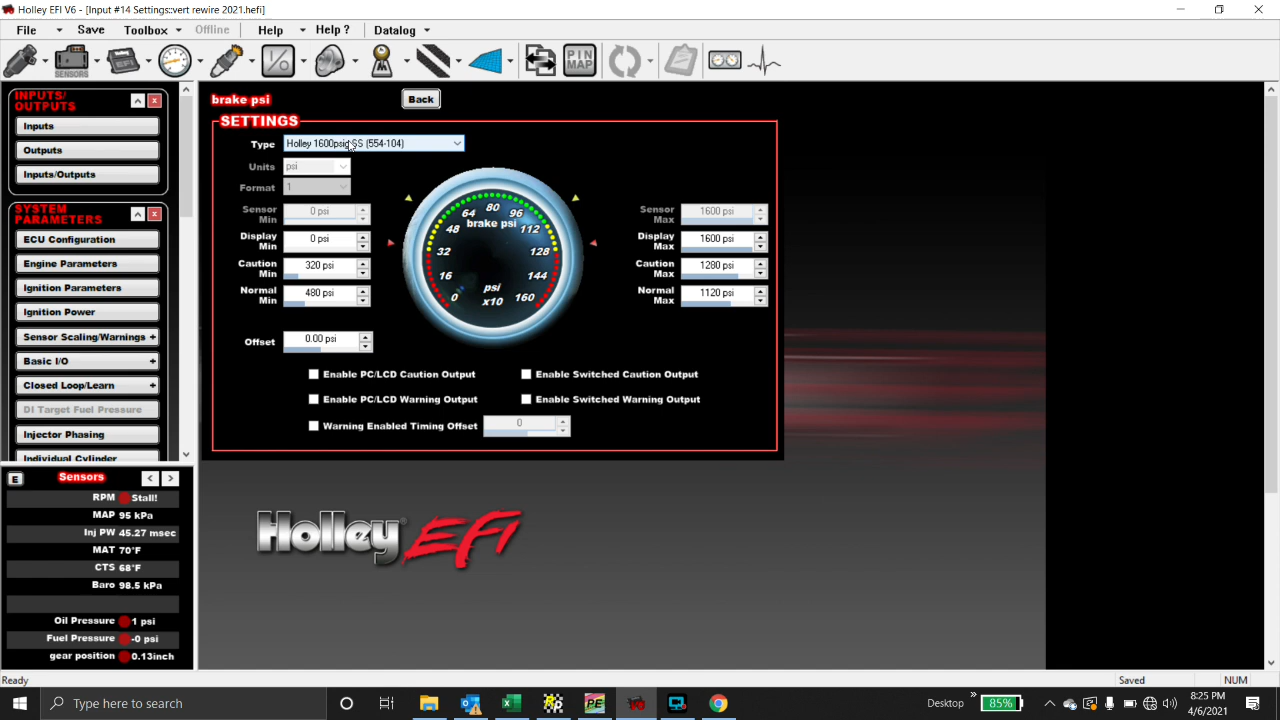 Holley EFI V6 - [Input #14 Settings::vert rewire 2021.hefi]
File Save Toolbox Offline Help Help ? Datalog
SENSORS EFI I/O PIN MAP
INPUTS/
OUTPUTS
Inputs
Outputs
Inputs/Outputs
SYSTEM
PARAMETERS
ECU Configuration
Engine Parameters
Ignition Parameters
Ignition Power
Sensor Scaling/Warnings +
Basic I/O +
Closed Loop/Learn +
DI Target Fuel Pressure
Injector Phasing
Individual Cylinder
E Sensors < >
RPM Stall!
MAP 95 kPa
Inj PW 45.27 msec
MAT 70°F
CTS 68°F
Baro 98.5 kPa
Oil Pressure 1 psi
Fuel Pressure -0 psi
gear position 0.13inch
brake psi Back
SETTINGS
Type Holley 1600psig SS (554-104)
Units psi
Format 1
Sensor Min 0 psi
Display Min 0 psi
Caution Min 320 psi
Normal Min 480 psi
Offset 0.00 psi
0 16 32 48 64 80 96 112 128 144 160
brake psi
psi
x10
Sensor Max 1600 psi
Display Max 1600 psi
Caution Max 1280 psi
Normal Max 1120 psi
Enable PC/LCD Caution Output Enable Switched Caution Output
Enable PC/LCD Warning Output Enable Switched Warning Output
Warning Enabled Timing Offset 0
Holley EFI
Ready Saved NUM
Type here to search
Desktop » 85% 8:25 PM
4/6/2021